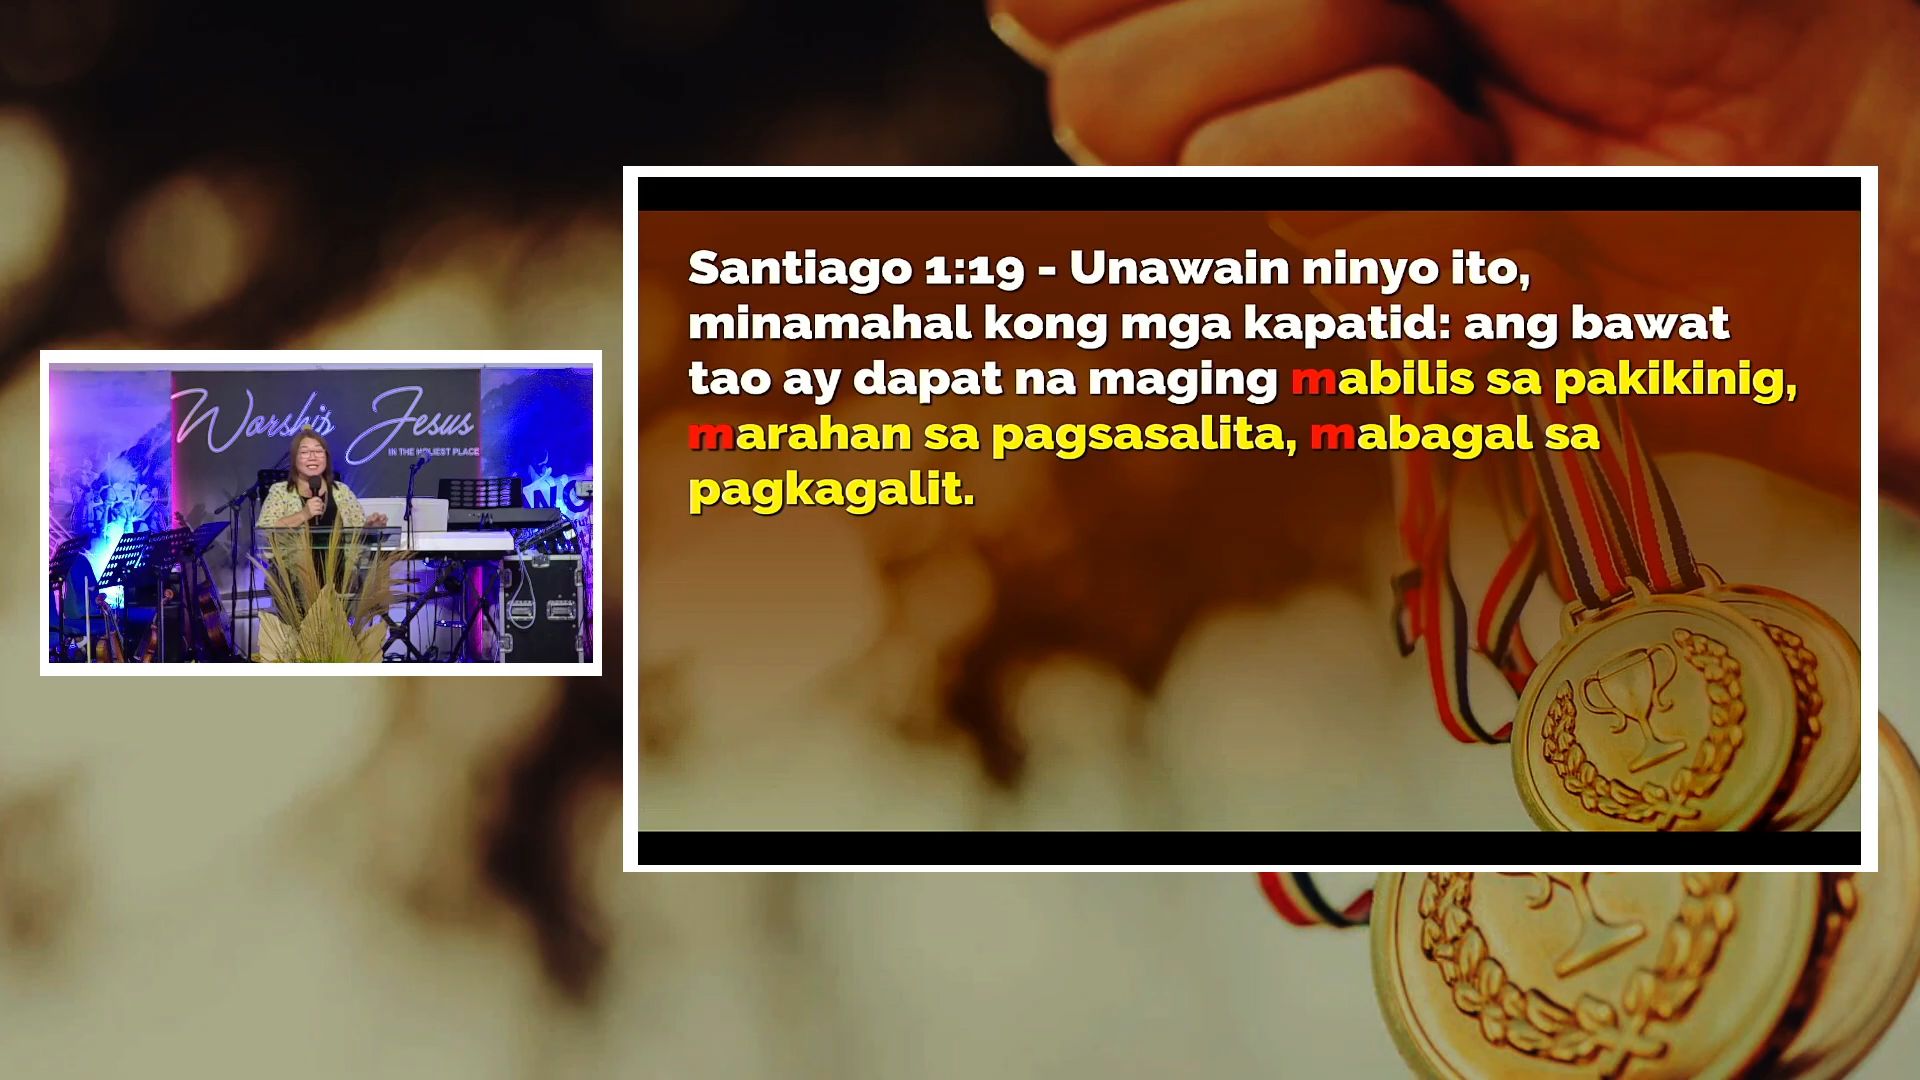 Worship Jesus
IN THE HOLIEST PLACE
Santiago 1:19 - Unawain ninyo ito,
minamahal kong mga kapatid: ang bawat
tao ay dapat na maging mabilis sa pakikinig,
marahan sa pagsasalita, mabagal sa
pagkagalit.